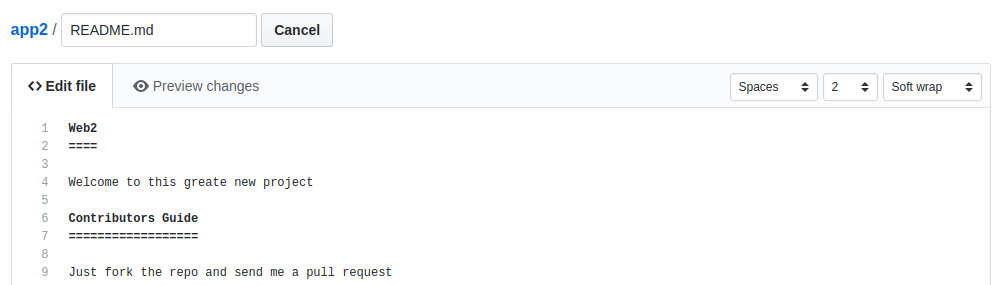 app2 / README.md Cancel
Edit file Preview changes Spaces 2 Soft wrap
1 Web2
2 ====
3
4 Welcome to this greate new project
5
6 Contributors Guide
7 ==================
8
9 Just fork the repo and send me a pull request